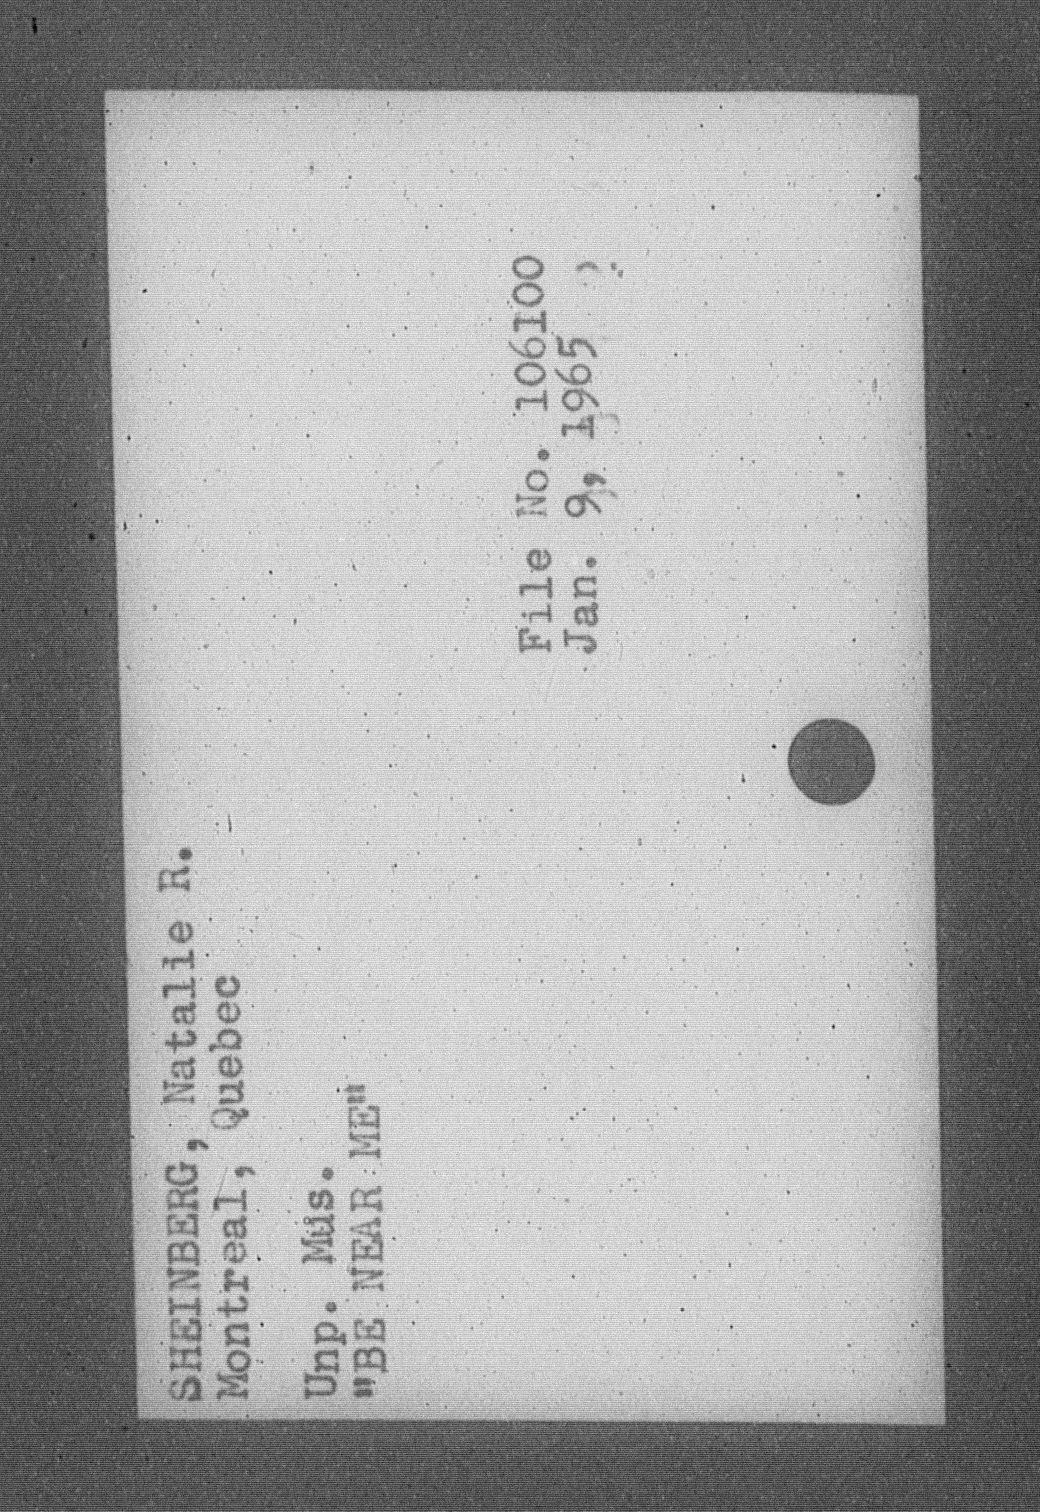 SHEINBERG, Natalie R.
Montreal, Quebec
Unp. Mus.
"BE NEAR ME"
File No. 106100
Jan. 9, 1965